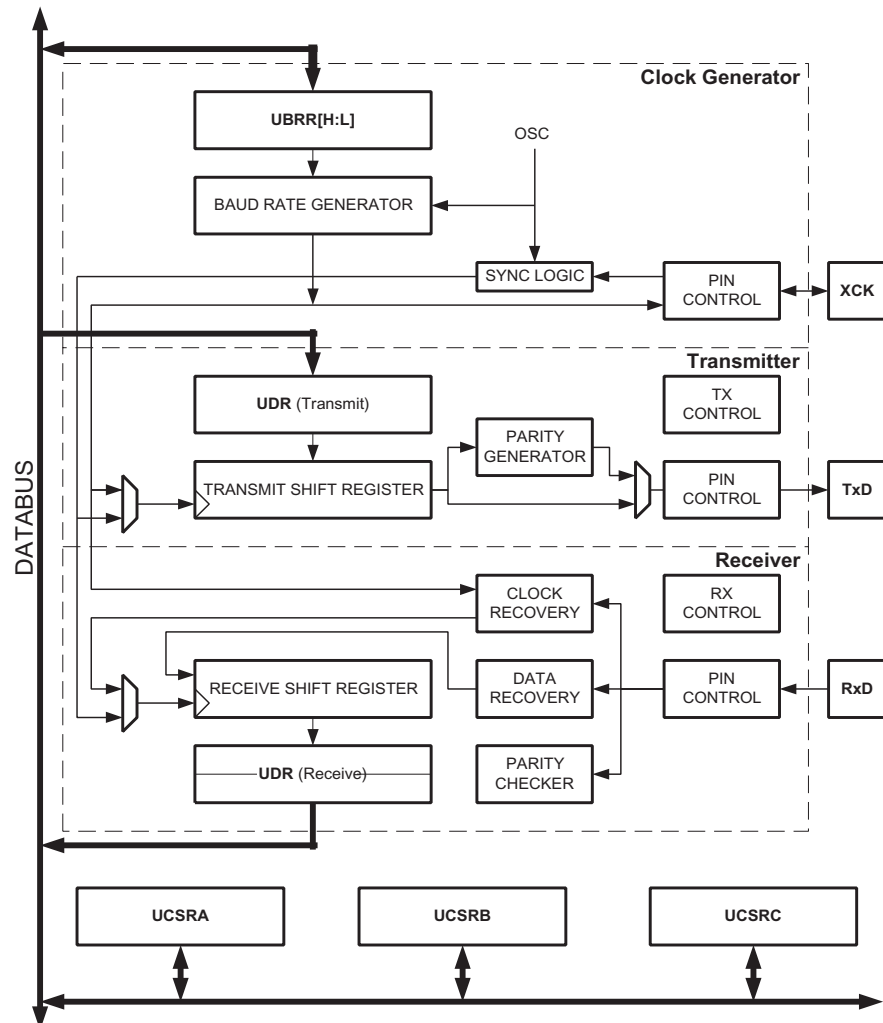 Clock Generator
UBRR[H:L]
OSC
BAUD RATE GENERATOR
SYNC LOGIC
PIN
CONTROL
XCK
Transmitter
UDR (Transmit)
TX
CONTROL
PARITY
GENERATOR
TRANSMIT SHIFT REGISTER
PIN
CONTROL
TxD
DATABUS
Receiver
CLOCK
RECOVERY
RX
CONTROL
RECEIVE SHIFT REGISTER
DATA
RECOVERY
PIN
CONTROL
RxD
UDR (Receive)
PARITY
CHECKER
UCSRA
UCSRB
UCSRC